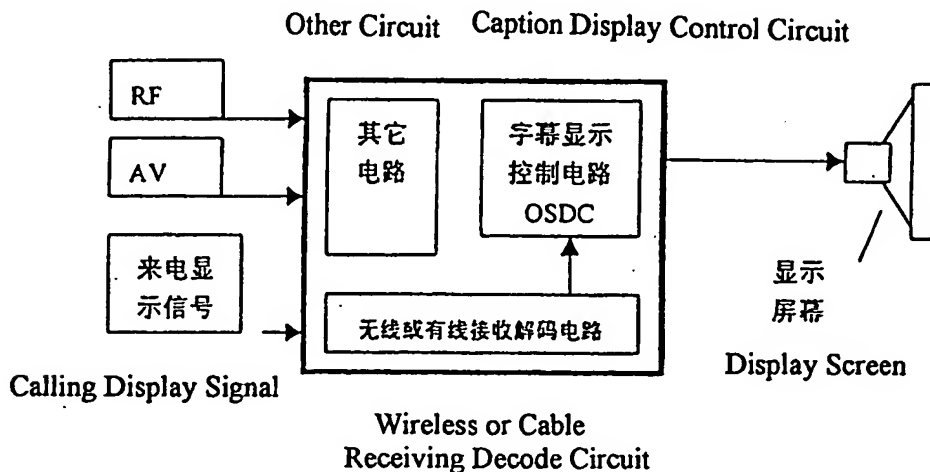 Other Circuit
Caption Display Control Circuit
RF
AV
其它
电路
字幕显示
控制电路
OSDC
来电显
示信号
无线或有线接收解码电路
显示
屏幕
Calling Display Signal
Display Screen
Wireless or Cable
Receiving Decode Circuit